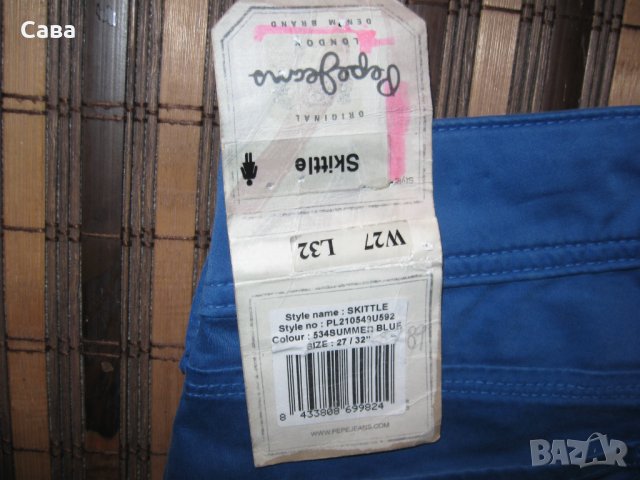 Сава
DENIM BRAND
LONDON
PepeJeans
ORIGINAL
Skittle
Style
W27 L32
Style name : SKITTLE
Style no : PL210549U592
Colour : 534SUMMER BLUE
SIZE : 27 / 32"
8 433808 699824
WWW.PEPEJEANS.COM
BAZAR